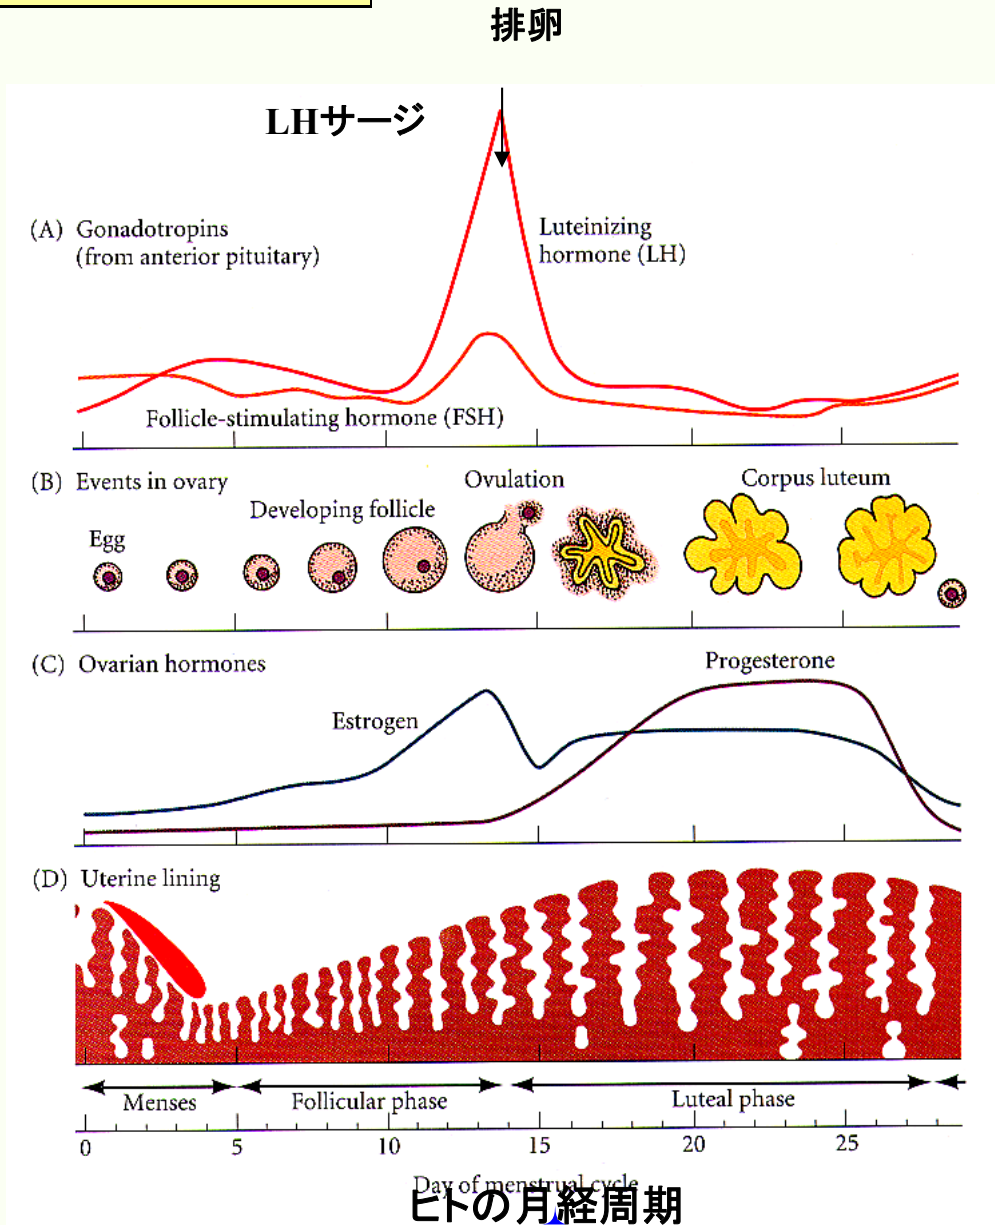 排卵
LHサージ
(A) Gonadotropins
(from anterior pituitary)
Luteinizing
hormone (LH)
Follicle-stimulating hormone (FSH)
(B) Events in ovary
Ovulation
Corpus luteum
Developing follicle
Egg
(C) Ovarian hormones
Progesterone
Estrogen
(D) Uterine lining
Menses
Follicular phase
Luteal phase
0 5 10 15 20 25
Day of menstrual cycle
ヒトの月経周期